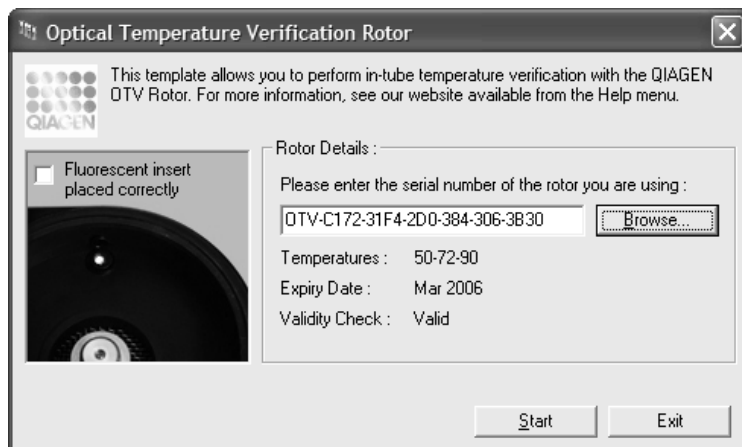 Optical Temperature Verification Rotor
This template allows you to perform in-tube temperature verification with the QIAGEN
OTV Rotor. For more information, see our website available from the Help menu.
QIAGEN
Fluorescent insert
placed correctly
Rotor Details :
Please enter the serial number of the rotor you are using :
OTV-C172-31F4-2D0-384-306-3B30
Browse...
Temperatures : 50-72-90
Expiry Date : Mar 2006
Validity Check : Valid
Start Exit